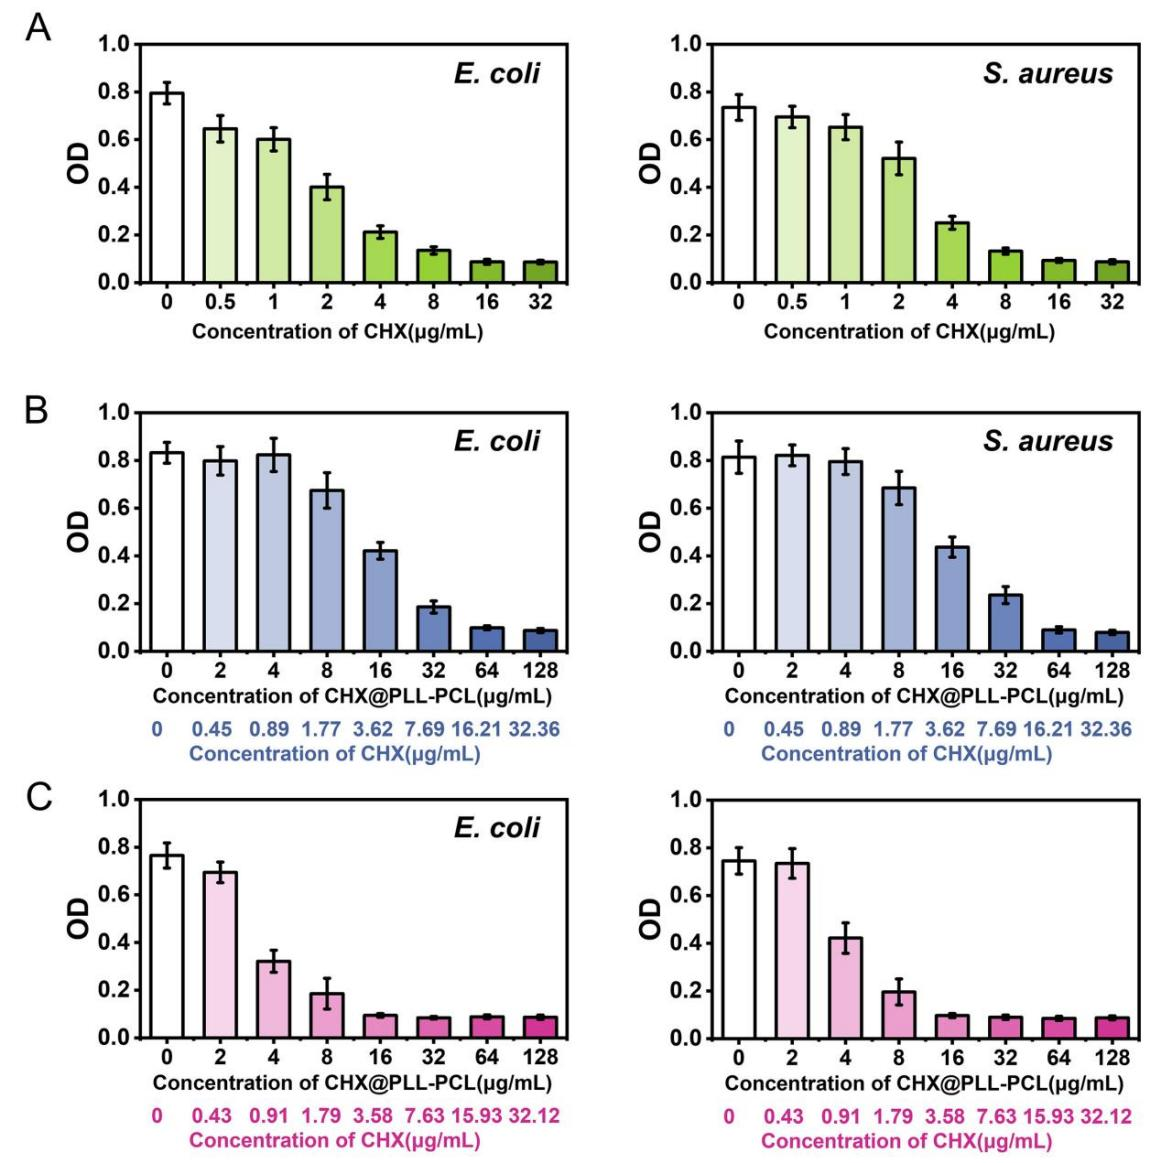 A
1.0 1.0
E. coli S. aureus
0.8 0.8
0.6 0.6
OD OD
0.4 0.4
0.2 0.2
0.0 0.0
0 0.5 1 2 4 8 16 32 0 0.5 1 2 4 8 16 32
Concentration of CHX(μg/mL) Concentration of CHX(μg/mL)
B
1.0 1.0
E. coli S. aureus
0.8 0.8
0.6 0.6
OD OD
0.4 0.4
0.2 0.2
0.0 0.0
0 2 4 8 16 32 64 128 0 2 4 8 16 32 64 128
Concentration of CHX@PLL-PCL(μg/mL) Concentration of CHX@PLL-PCL(μg/mL)
0 0.45 0.89 1.77 3.62 7.69 16.21 32.36 0 0.45 0.89 1.77 3.62 7.69 16.21 32.36
Concentration of CHX(μg/mL) Concentration of CHX(μg/mL)
C
1.0 1.0
E. coli
0.8 0.8
0.6 0.6
OD OD
0.4 0.4
0.2 0.2
0.0 0.0
0 2 4 8 16 32 64 128 0 2 4 8 16 32 64 128
Concentration of CHX@PLL-PCL(μg/mL) Concentration of CHX@PLL-PCL(μg/mL)
0 0.43 0.91 1.79 3.58 7.63 15.93 32.12 0 0.43 0.91 1.79 3.58 7.63 15.93 32.12
Concentration of CHX(μg/mL) Concentration of CHX(μg/mL)